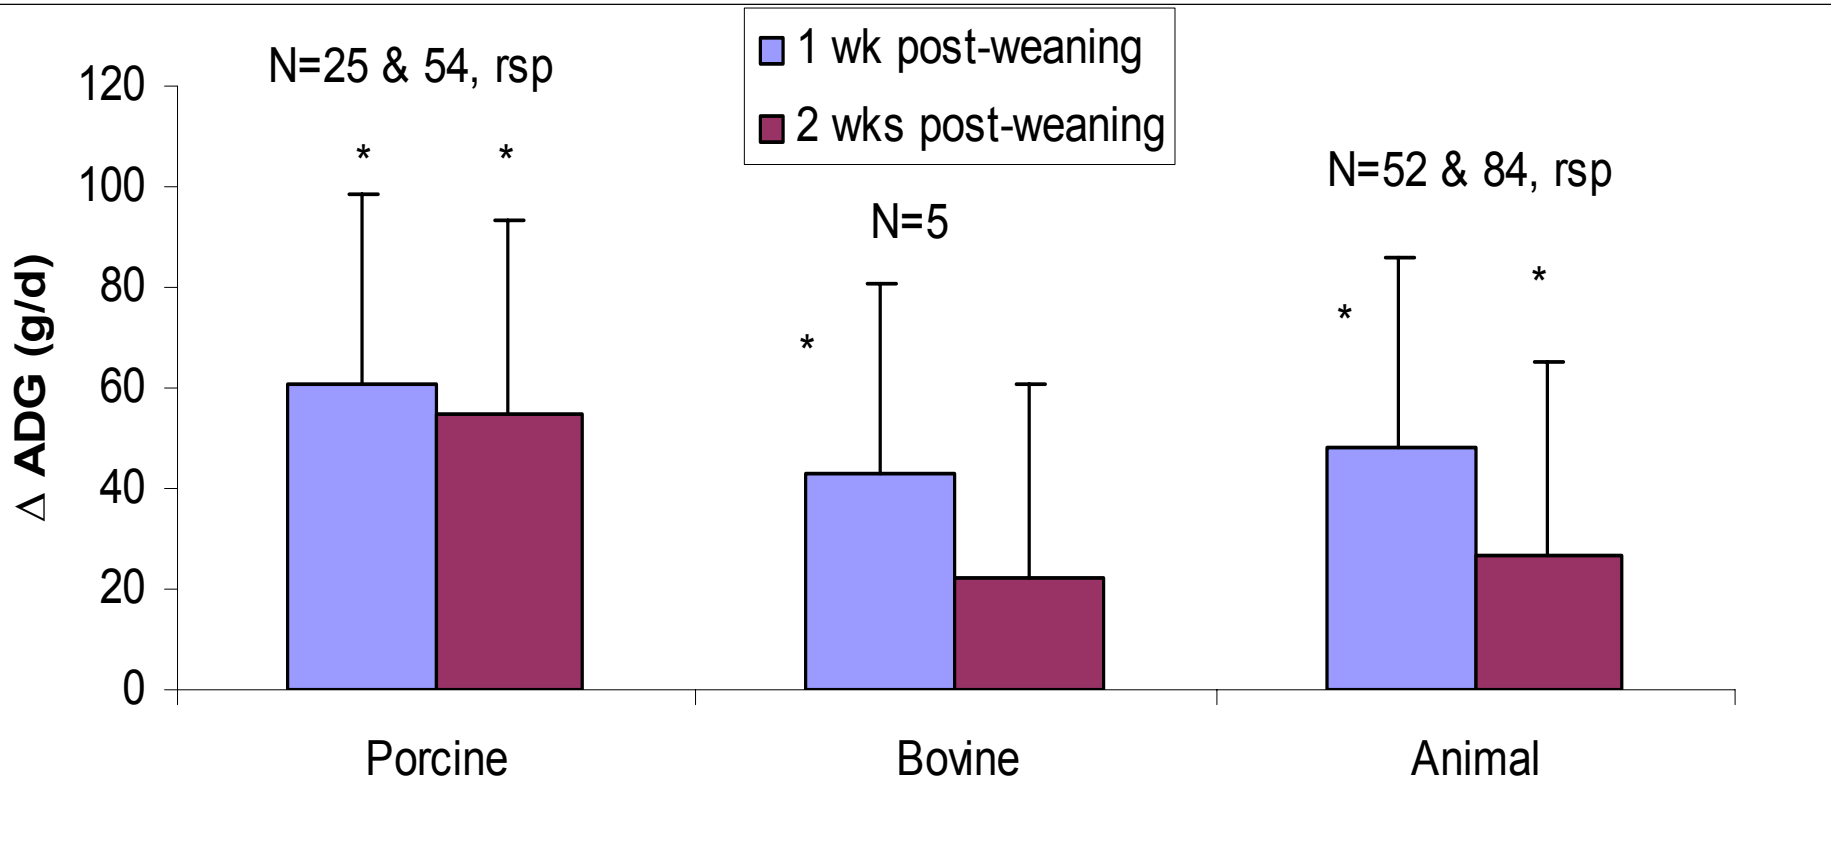 1 wk post-weaning
2 wks post-weaning
N=25 & 54, rsp
N=5
N=52 & 84, rsp
* *
*
* *
Δ ADG (g/d)
120
100
80
60
40
20
0
Porcine Bovine Animal